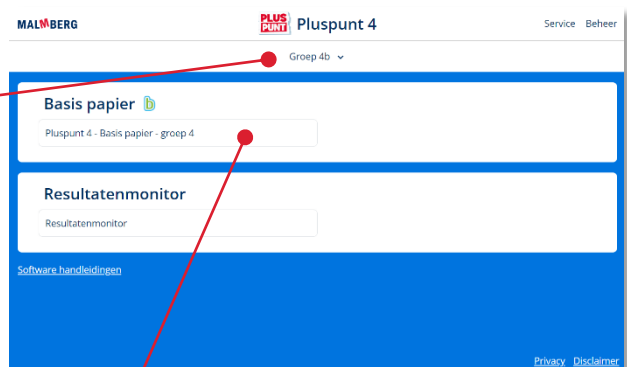 MALMBERG PLUS PUNT Pluspunt 4 Service Beheer
Groep 4b
Basis papier b
Pluspunt 4 - Basis papier - groep 4
Resultatenmonitor
Resultatenmonitor
Software handleidingen
Privacy Disclaimer